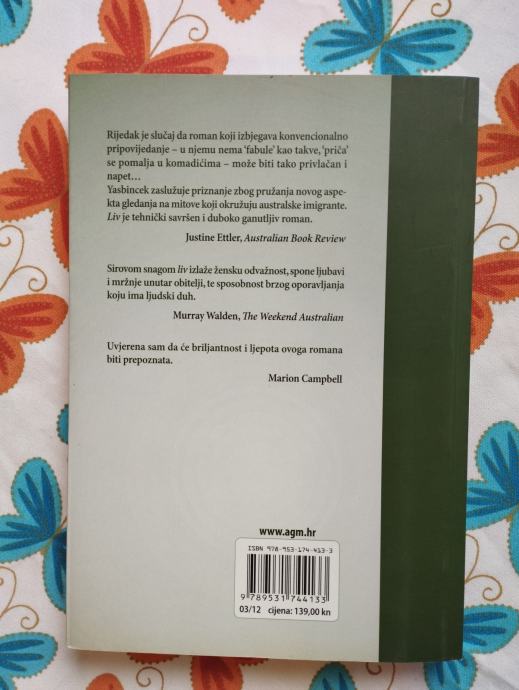 Rijedak je slučaj da roman koji izbjegava konvencionalno
pripovijedanje – u njemu nema ‘fabule’ kao takve, ‘priča’
se pomalja u komadićima – može biti tako privlačan i
napet…
Yasbincek zaslužuje priznanje zbog pružanja novog aspe-
kta gledanja na mitove koji okružuju australske imigrante.
Liv je tehnički savršen i duboko ganutljiv roman.
Justine Ettler, Australian Book Review
Sirovom snagom liv izlaže žensku odvažnost, spone ljubavi
i mržnje unutar obitelji, te sposobnost brzog oporavljanja
koju ima ljudski duh.
Murray Walden, The Weekend Australian
Uvjerena sam da će briljantnost i ljepota ovoga romana
biti prepoznata.
Marion Campbell
www.agm.hr
ISBN 978-953-174-413-3
9 789531 744133
03/12 cijena: 139,00 kn